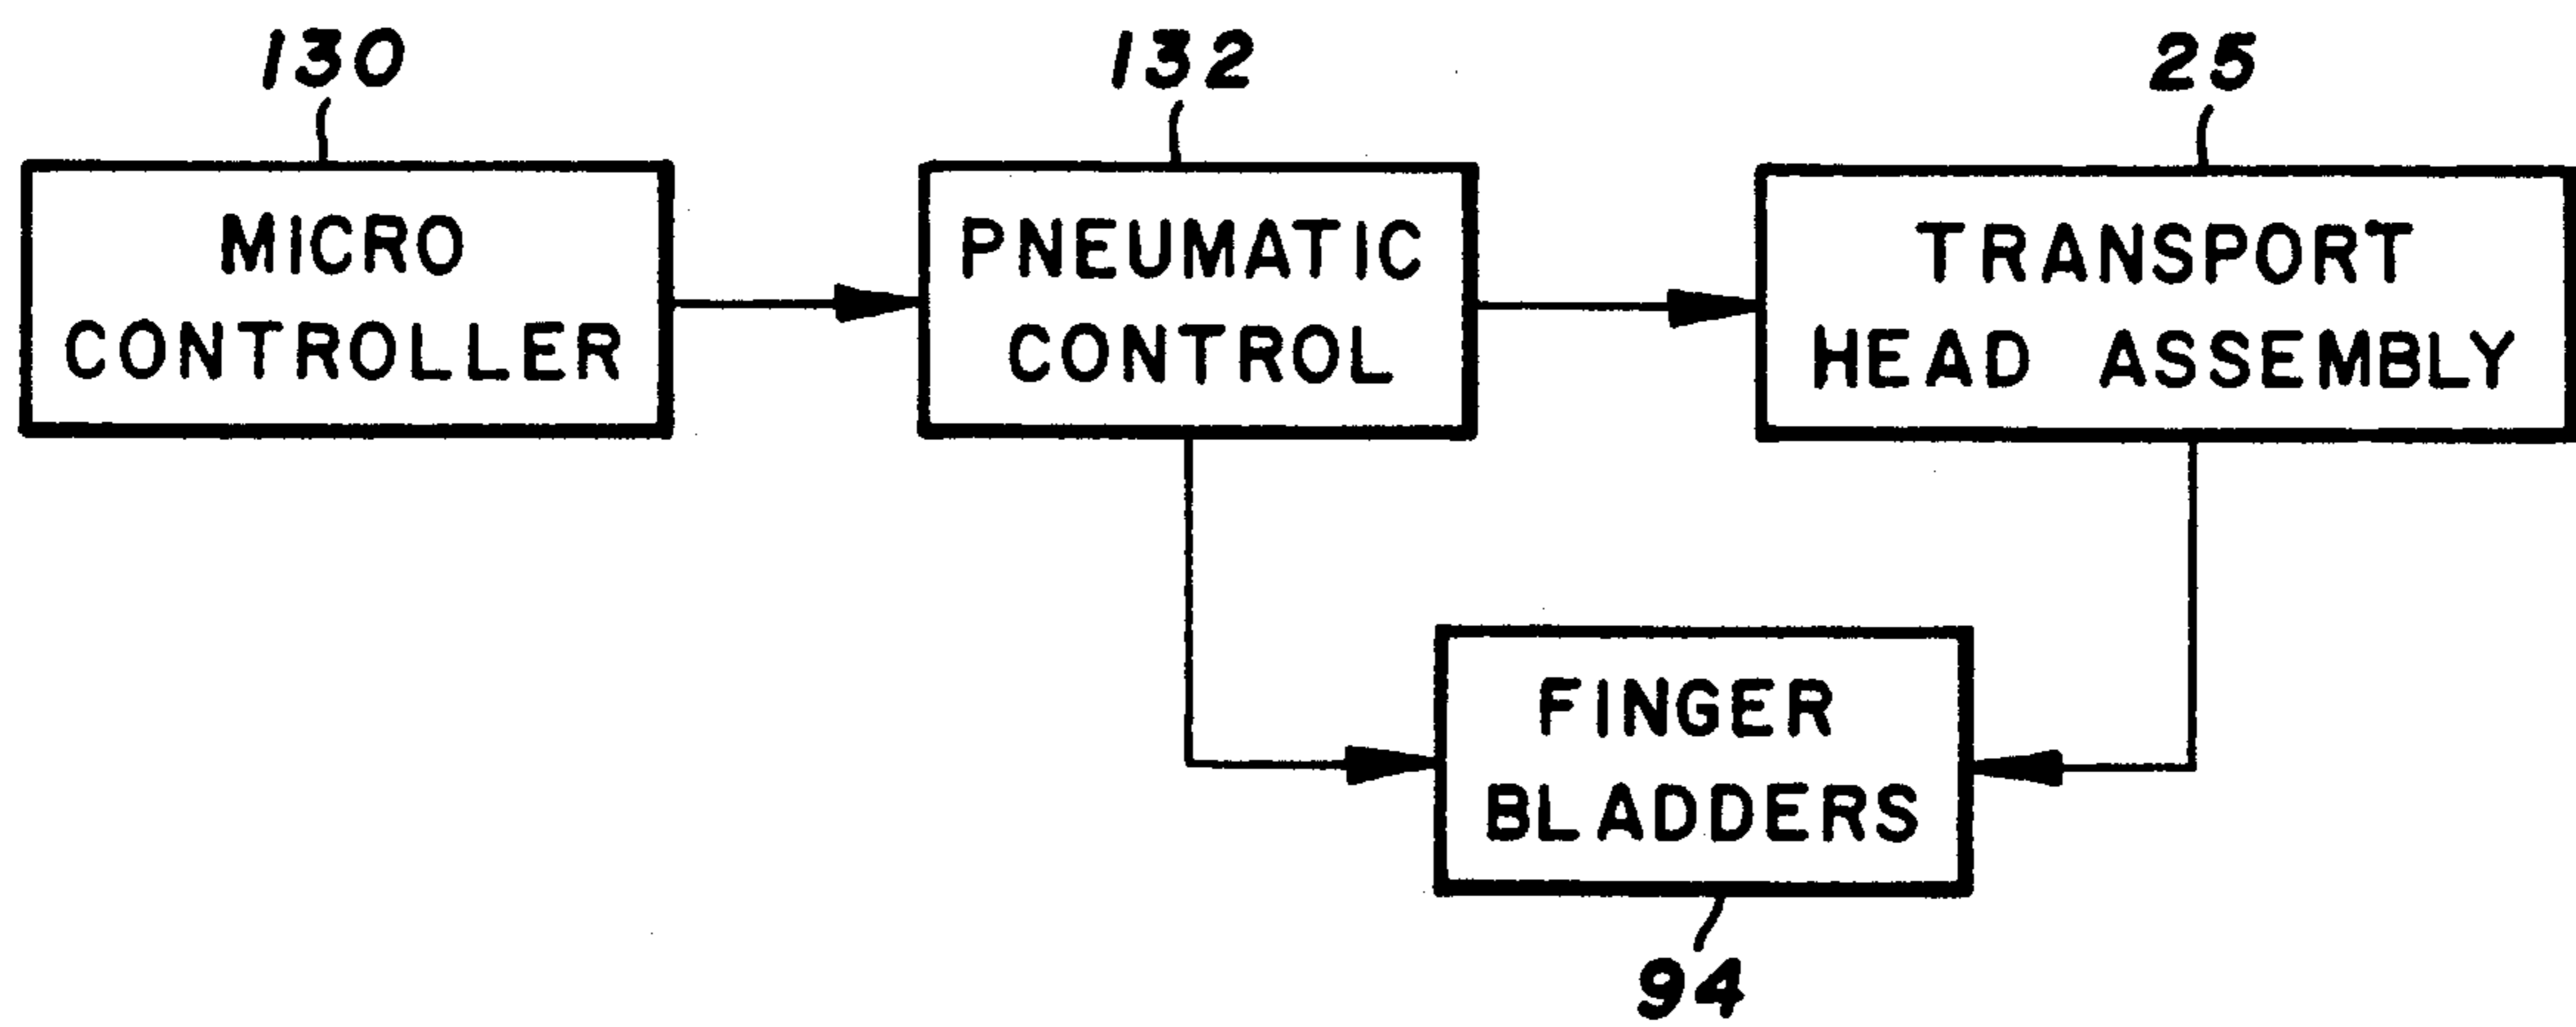 130
132
25
MICRO
CONTROLLER
PNEUMATIC
CONTROL
TRANSPORT
HEAD ASSEMBLY
FINGER
BLADDERS
94